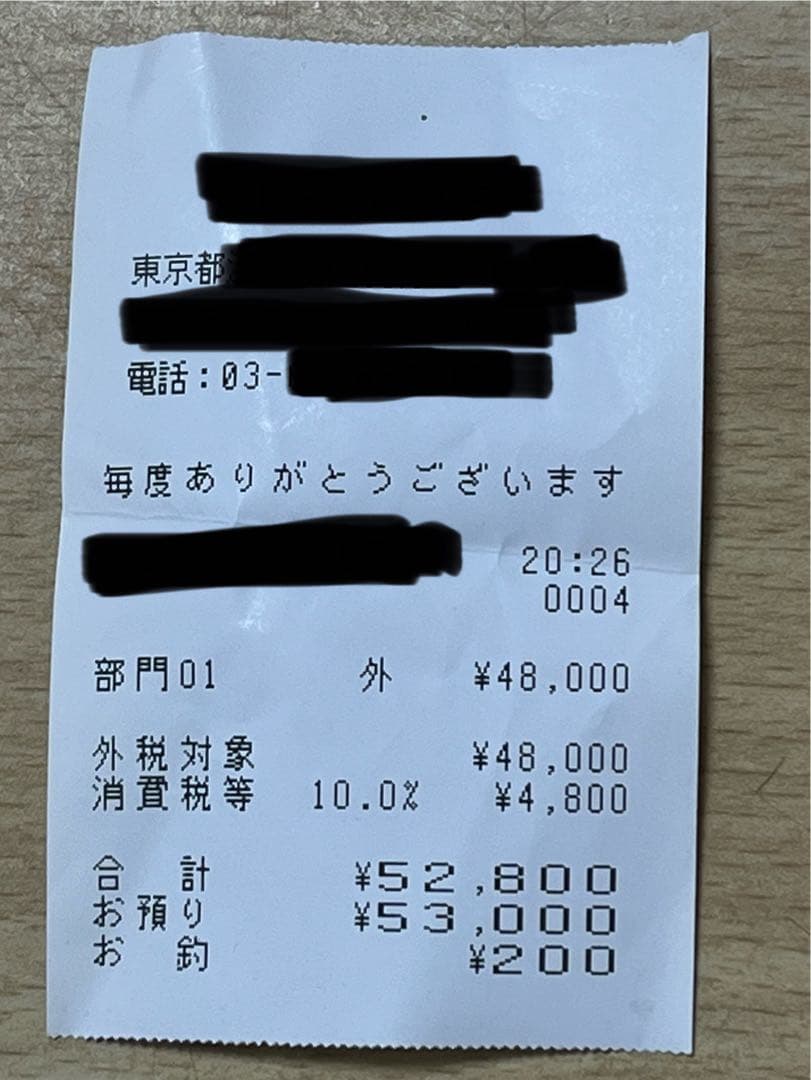 東京都
電話:03-
毎度ありがとうございます
20:26
0004
部門01 外 ¥48,000
外税対象 ¥48,000
消費税等 10.0% ¥4,800
合計 ¥52,800
お預り ¥53,000
お釣 ¥200